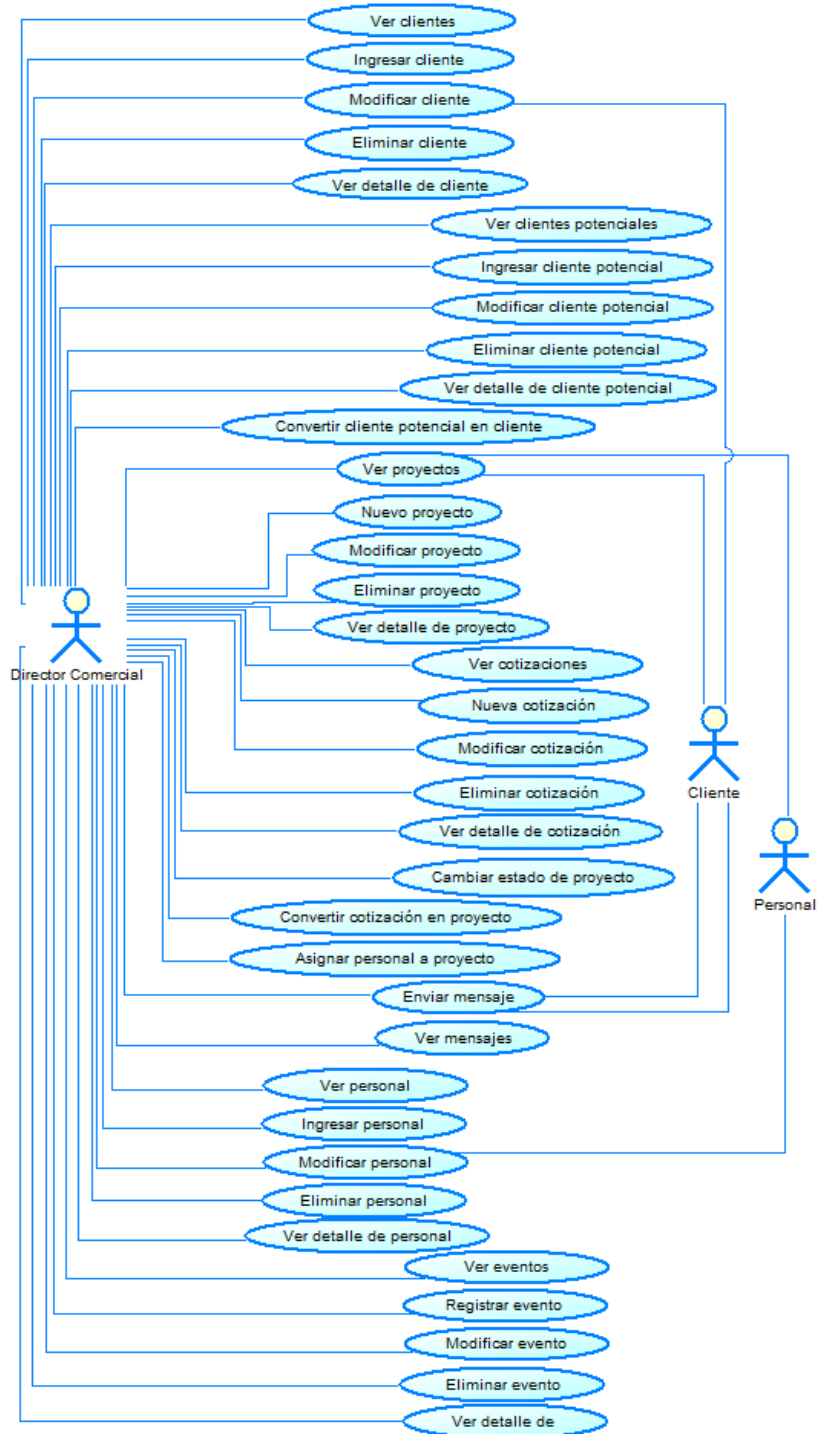 Ver clientes
Ingresar cliente
Modificar cliente
Eliminar cliente
Ver detalle de cliente
Ver clientes potenciales
Ingresar cliente potencial
Modificar cliente potencial
Eliminar cliente potencial
Ver detalle de cliente potencial
Convertir cliente potencial en cliente
Ver proyectos
Nuevo proyecto
Modificar proyecto
Eliminar proyecto
Ver detalle de proyecto
Director Comercial
Ver cotizaciones
Nueva cotización
Modificar cotización
Eliminar cotización
Cliente
Ver detalle de cotización
Cambiar estado de proyecto
Personal
Convertir cotización en proyecto
Asignar personal a proyecto
Enviar mensaje
Ver mensajes
Ver personal
Ingresar personal
Modificar personal
Eliminar personal
Ver detalle de personal
Ver eventos
Registrar evento
Modificar evento
Eliminar evento
Ver detalle de